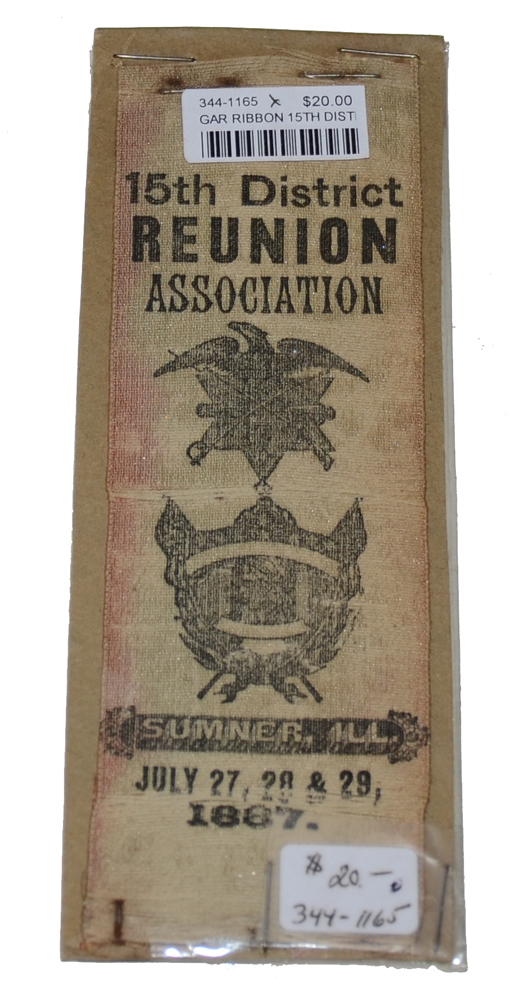 344-1165 $20.00
GAR RIBBON 15TH DIST
15th District
REUNION
ASSOCIATION
SUMNER, ILL
JULY 27, 28 & 29,
1887.
$20.—
344-1165